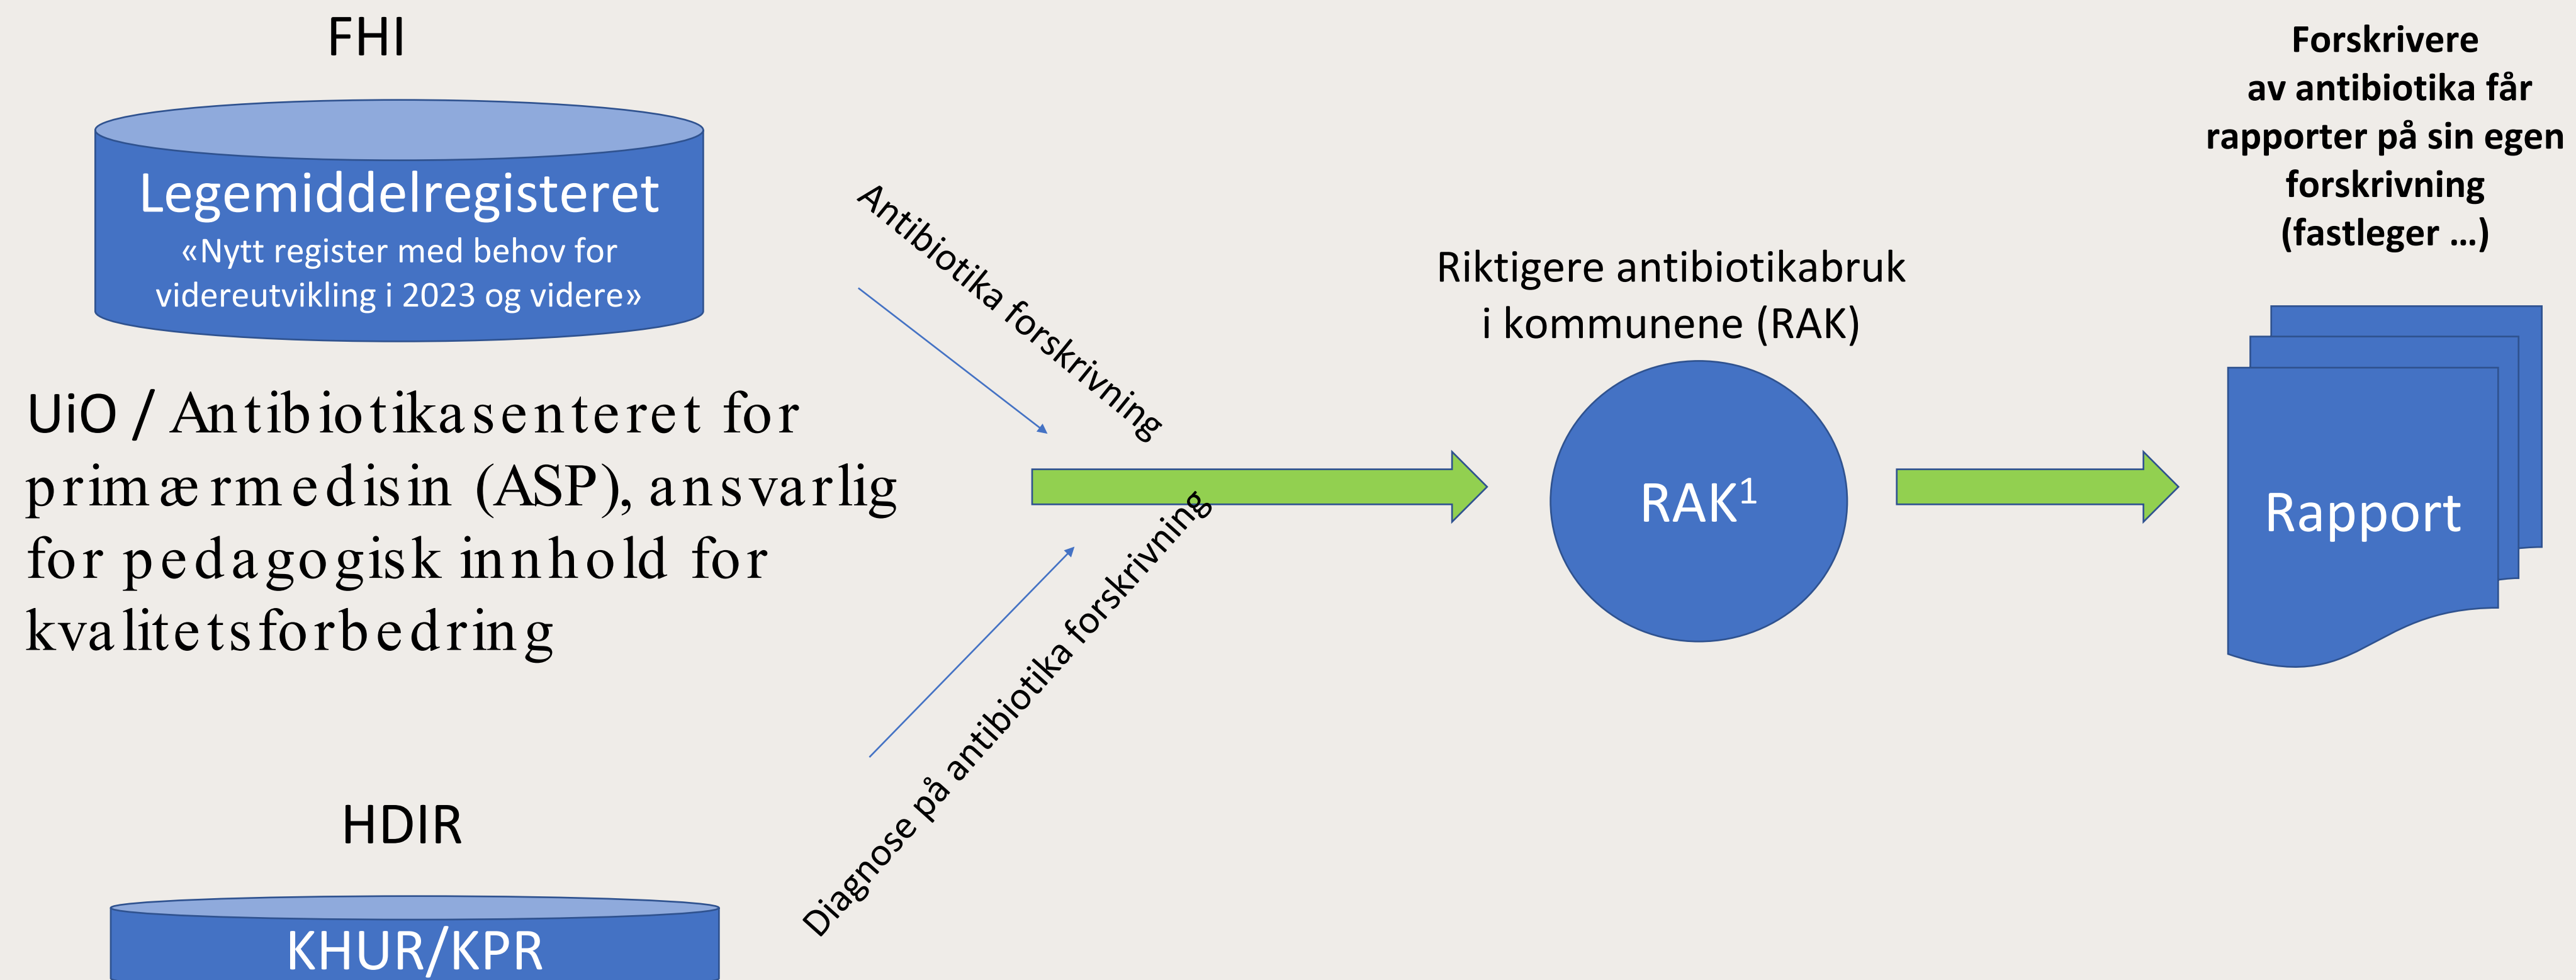 FHI
Legemiddelregisteret
«Nytt register med behov for
videreutvikling i 2023 og videre»
UiO / Antibiotikasenteret for
primærmedisin (ASP), ansvarlig
for pedagogisk innhold for
kvalitetsforbedring
HDIR
KHUR/KPR
Antibiotika forskrivning
Diagnose på antibiotika forskrivning
Riktigere antibiotikabruk
i kommunene (RAK)
RAK¹
Forskrivere
av antibiotika får
rapporter på sin egen
forskrivning
(fastleger ...)
Rapport